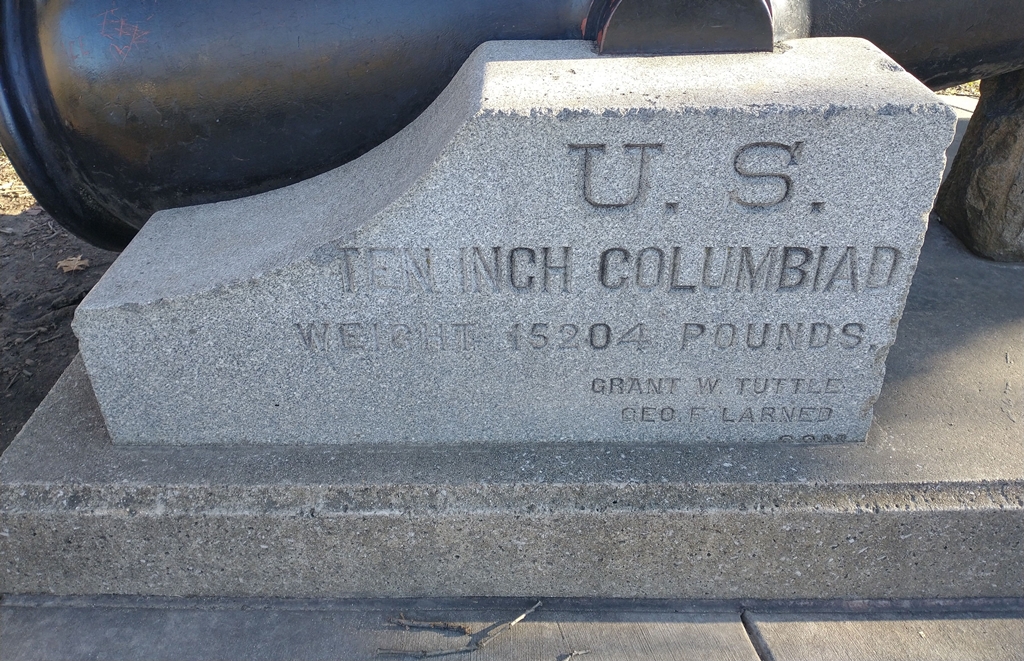 U. S.
TEN INCH COLUMBIAD
WEIGHT 15204 POUNDS.
GRANT W. TUTTLE
GEO. F. LARNED